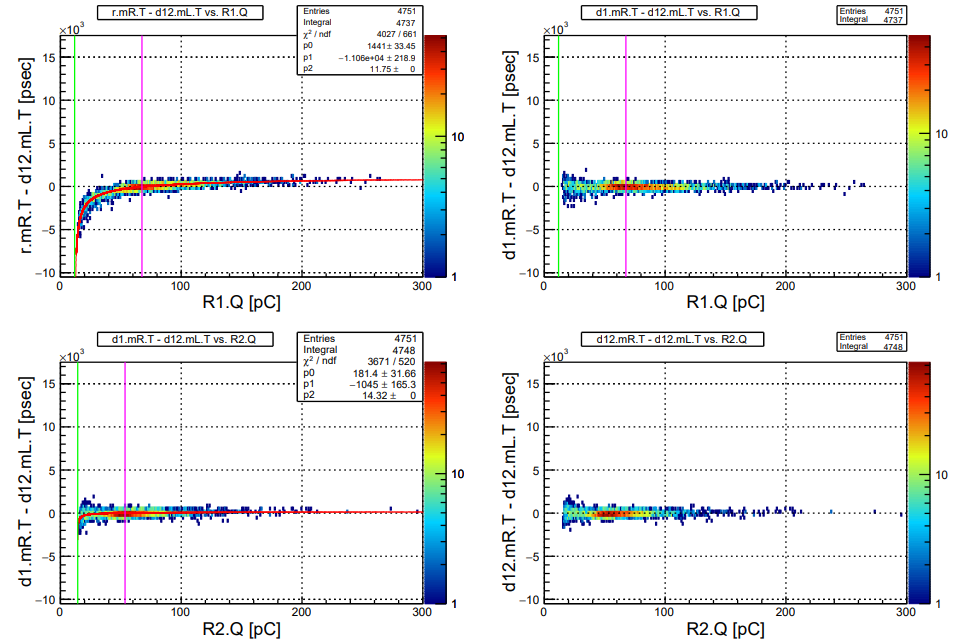 r.mR.T - d12.mL.T vs. R1.Q
Entries 4751
Integral 4737
χ² / ndf 4027 / 661
p0 1441 ± 33.45
p1 −1.106e+04 ± 218.9
p2 11.75 ± 0
×10³
r.mR.T - d12.mL.T [psec]
15
10
5
0
−5
−10
0 100 200 300
R1.Q [pC]
10
1
d1.mR.T - d12.mL.T vs. R1.Q
Entries 4751
Integral 4737
×10³
d1.mR.T - d12.mL.T [psec]
15
10
5
0
−5
−10
0 100 200 300
R1.Q [pC]
10
1
d1.mR.T - d12.mL.T vs. R2.Q
Entries 4751
Integral 4748
χ² / ndf 3671 / 520
p0 181.4 ± 31.66
p1 −1045 ± 165.3
p2 14.32 ± 0
×10³
d1.mR.T - d12.mL.T [psec]
15
10
5
0
−5
−10
0 100 200 300
R2.Q [pC]
10
1
d12.mR.T - d12.mL.T vs. R2.Q
Entries 4751
Integral 4748
×10³
d12.mR.T - d12.mL.T [psec]
15
10
5
0
−5
−10
0 100 200 300
R2.Q [pC]
10
1